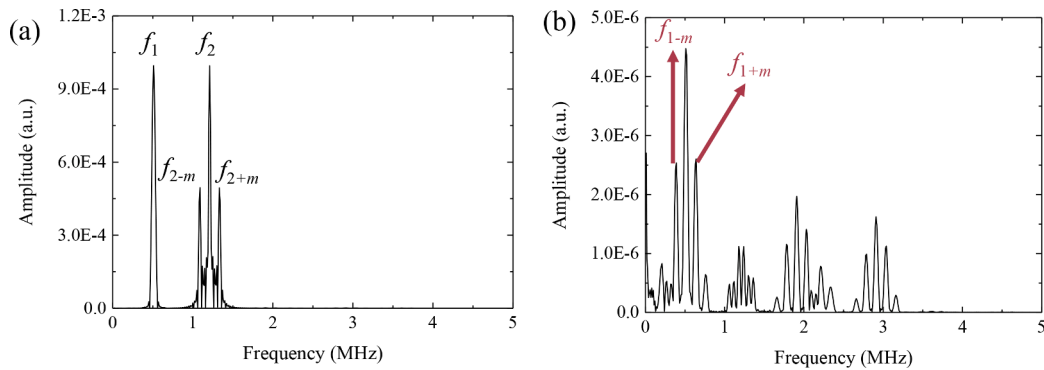 (a)
1.2E-3
9.0E-4
6.0E-4
3.0E-4
0.0
Amplitude (a.u.)
f1
f2
f2-m
f2+m
0 1 2 3 4 5
Frequency (MHz)
(b)
5.0E-6
4.0E-6
3.0E-6
2.0E-6
1.0E-6
0.0
Amplitude (a.u.)
f1-m
f1+m
0 1 2 3 4 5
Frequency (MHz)